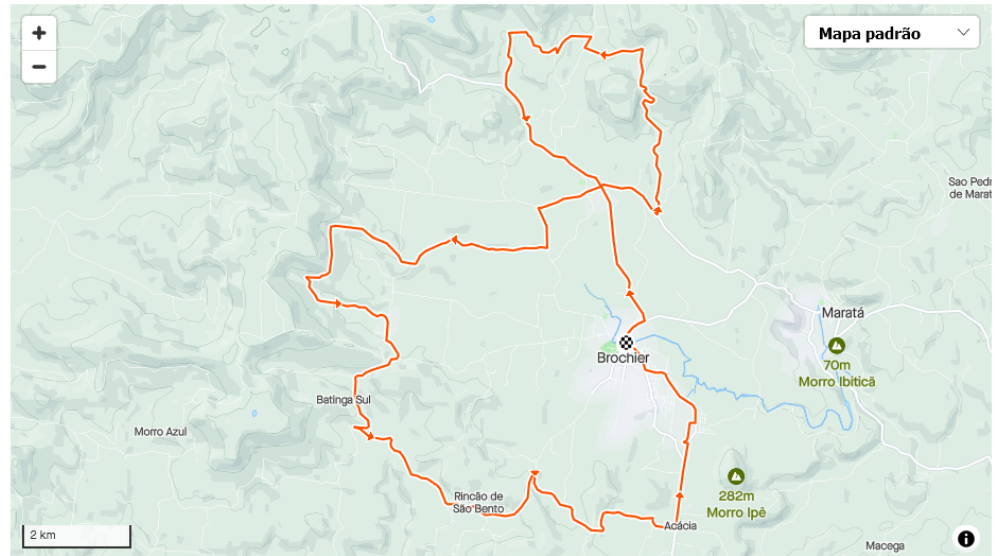 +
Mapa padrão
−
Sao Pedr
de Marat
Maratá
Brochier
70m
Morro Ibiticã
Batinga Sul
Morro Azul
Rincão de
São Bento
282m
Morro Ipê
Acácia
2 km
Macega
i